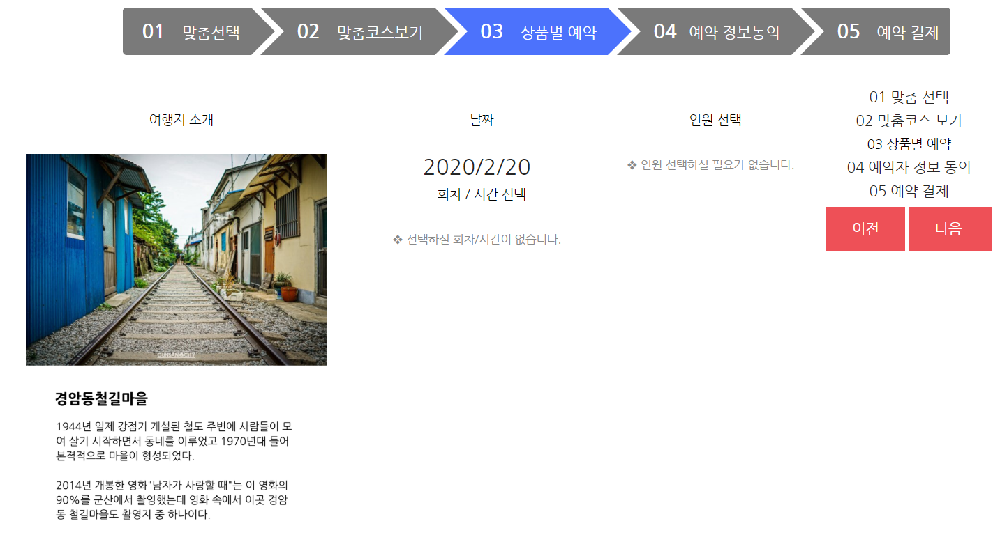 01 맞춤선택
02 맞춤코스보기
03 상품별 예약
04 예약 정보동의
05 예약 결제
여행지 소개
GUNSAN CITY
경암동철길마을
1944년 일제 강점기 개설된 철도 주변에 사람들이 모
여 살기 시작하면서 동네를 이루었고 1970년대 들어
본격적으로 마을이 형성되었다.
2014년 개봉한 영화"남자가 사랑할 때"는 이 영화의
90%를 군산에서 촬영했는데 영화 속에서 이곳 경암
동 철길마을도 촬영지 중 하나이다.
날짜
2020/2/20
회차 / 시간 선택
❖ 선택하실 회차/시간이 없습니다.
인원 선택
❖ 인원 선택하실 필요가 없습니다.
01 맞춤 선택
02 맞춤코스 보기
03 상품별 예약
04 예약자 정보 동의
05 예약 결제
이전
다음